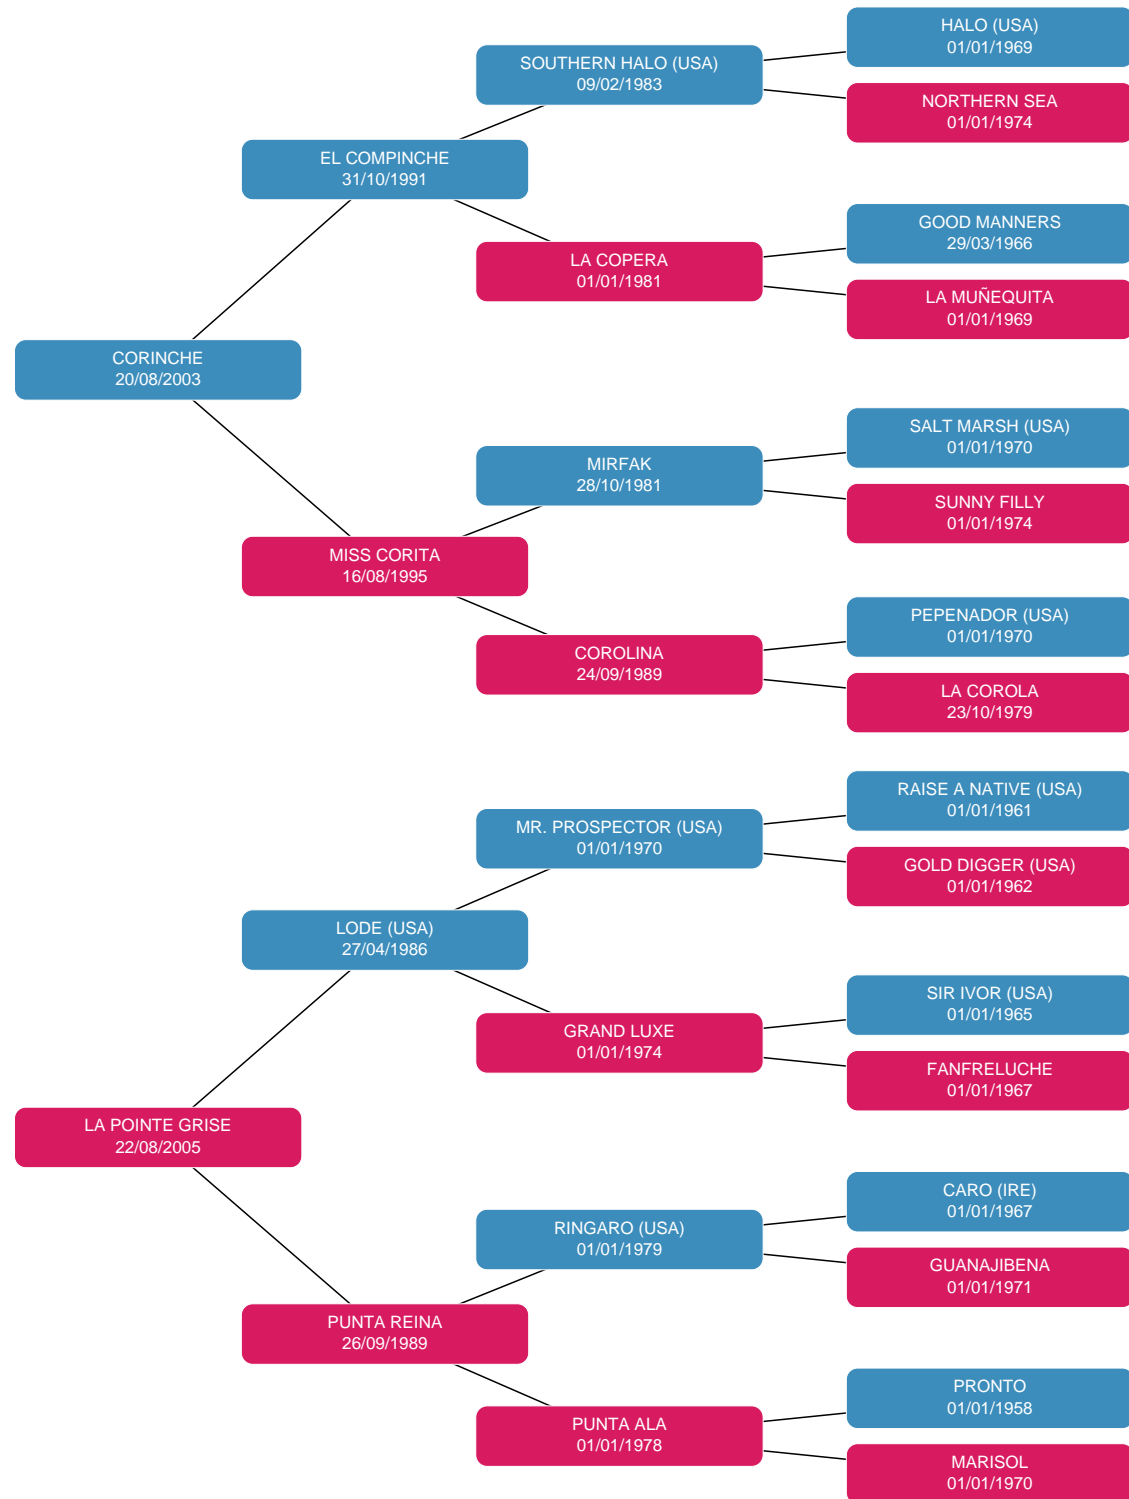 HALO (USA)
01/01/1969
SOUTHERN HALO (USA)
09/02/1983
NORTHERN SEA
01/01/1974
EL COMPINCHE
31/10/1991
GOOD MANNERS
29/03/1966
LA COPERA
01/01/1981
LA MUÑEQUITA
01/01/1969
CORINCHE
20/08/2003
SALT MARSH (USA)
01/01/1970
MIRFAK
28/10/1981
SUNNY FILLY
01/01/1974
MISS CORITA
16/08/1995
PEPENADOR (USA)
01/01/1970
COROLINA
24/09/1989
LA COROLA
23/10/1979
RAISE A NATIVE (USA)
01/01/1961
MR. PROSPECTOR (USA)
01/01/1970
GOLD DIGGER (USA)
01/01/1962
LODE (USA)
27/04/1986
SIR IVOR (USA)
01/01/1965
GRAND LUXE
01/01/1974
FANFRELUCHE
01/01/1967
LA POINTE GRISE
22/08/2005
CARO (IRE)
01/01/1967
RINGARO (USA)
01/01/1979
GUANAJIBENA
01/01/1971
PUNTA REINA
26/09/1989
PRONTO
01/01/1958
PUNTA ALA
01/01/1978
MARISOL
01/01/1970